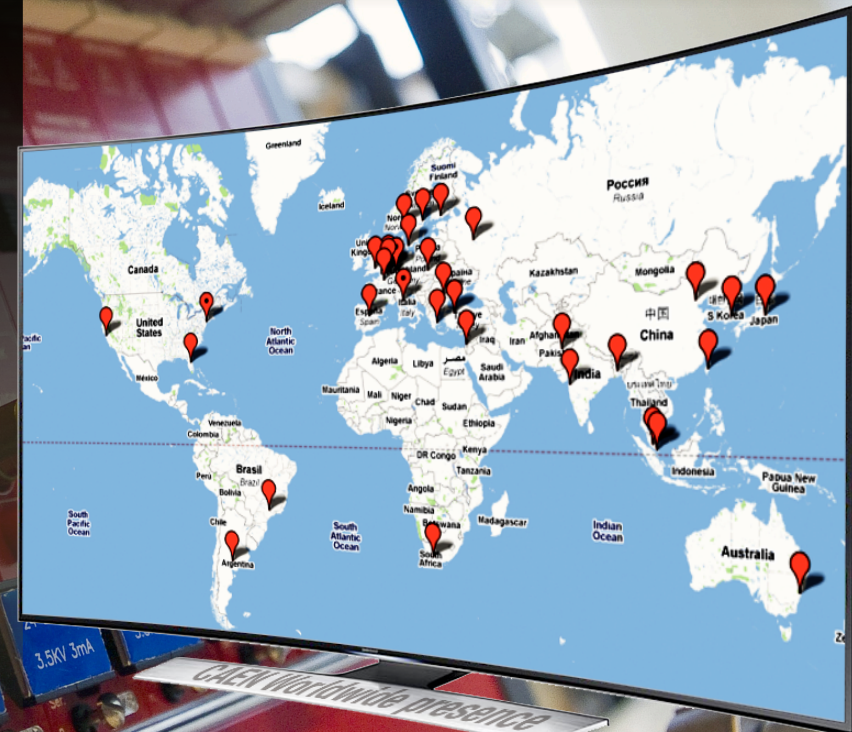 Greenland
Suomi
Finland
Iceland
Россия
Russia
Canada
United
States
North
Atlantic
Ocean
España
Spain
Italia
Italy
Kazakhstan
Mongolia
中国
China
S Korea
Japan
México
Algeria
Libya
مصر
Egypt
Iraq
Iran
Saudi
Arabia
India
Mauritania
Mali
Niger
Chad
Sudan
Nigeria
Ethiopia
Thailand
Venezuela
Colombia
DR Congo
Kenya
Tanzania
Indonesia
Papua New
Guinea
Perú
Brasil
Brazil
Bolivia
Angola
Namibia
Botswana
Madagascar
Chile
Argentina
South
Africa
South
Pacific
Ocean
South
Atlantic
Ocean
Indian
Ocean
Australia
3.5KV 3mA
CAEN Worldwide presence